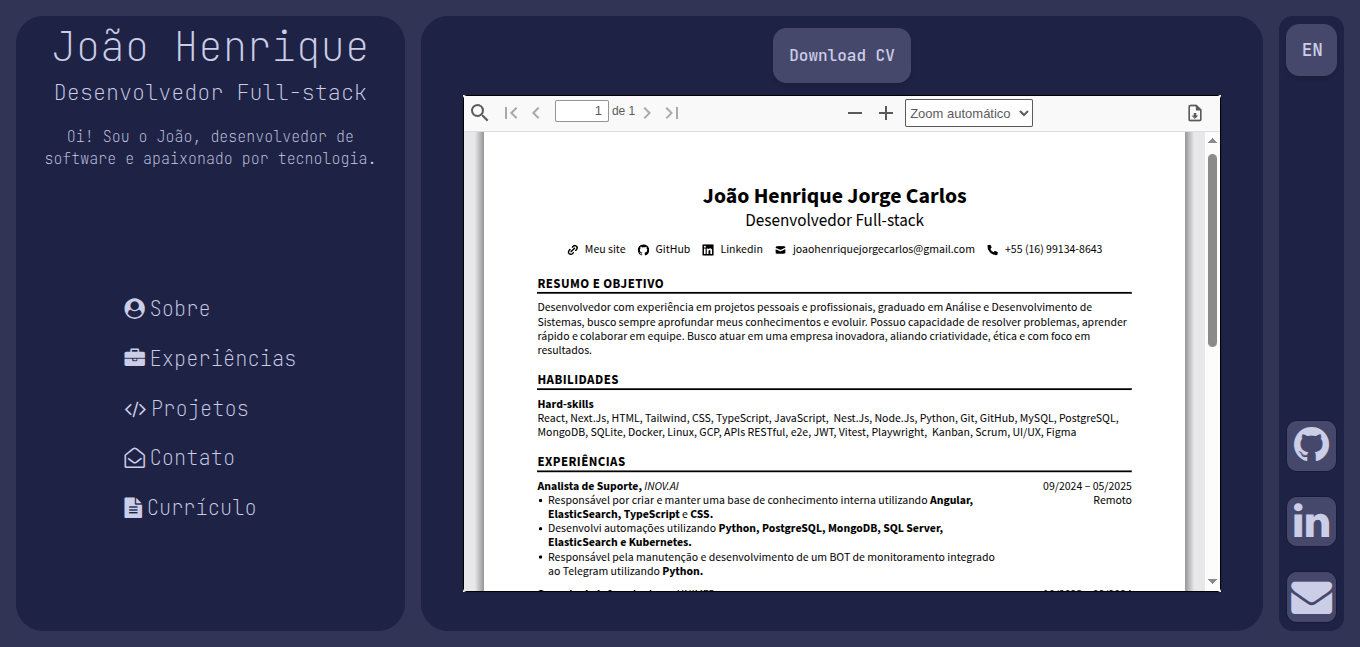 João Henrique
Desenvolvedor Full-stack
Oi! Sou o João, desenvolvedor de
software e apaixonado por tecnologia.
Sobre
Experiências
Projetos
Contato
Currículo
Download CV
1 de 1
Zoom automático
João Henrique Jorge Carlos
Desenvolvedor Full-stack
Meu site GitHub Linkedin joaohenriquejorgecarlos@gmail.com +55 (16) 99134-8643
RESUMO E OBJETIVO
Desenvolvedor com experiência em projetos pessoais e profissionais, graduado em Análise e Desenvolvimento de
Sistemas, busco sempre aprofundar meus conhecimentos e evoluir. Possuo capacidade de resolver problemas, aprender
rápido e colaborar em equipe. Busco atuar em uma empresa inovadora, aliando criatividade, ética e com foco em
resultados.
HABILIDADES
Hard-skills
React, Next.Js, HTML, Tailwind, CSS, TypeScript, JavaScript, Nest.Js, Node.Js, Python, Git, GitHub, MySQL, PostgreSQL,
MongoDB, SQLite, Docker, Linux, GCP, APIs RESTful, e2e, JWT, Vitest, Playwright, Kanban, Scrum, UI/UX, Figma
EXPERIÊNCIAS
Analista de Suporte, INOV.AI 09/2024 – 05/2025
• Responsável por criar e manter uma base de conhecimento interna utilizando Angular, Remoto
ElasticSearch, TypeScript e CSS.
• Desenvolvi automações utilizando Python, PostgreSQL, MongoDB, SQL Server,
ElasticSearch e Kubernetes.
• Responsável pela manutenção e desenvolvimento de um BOT de monitoramento integrado
ao Telegram utilizando Python.
EN
in